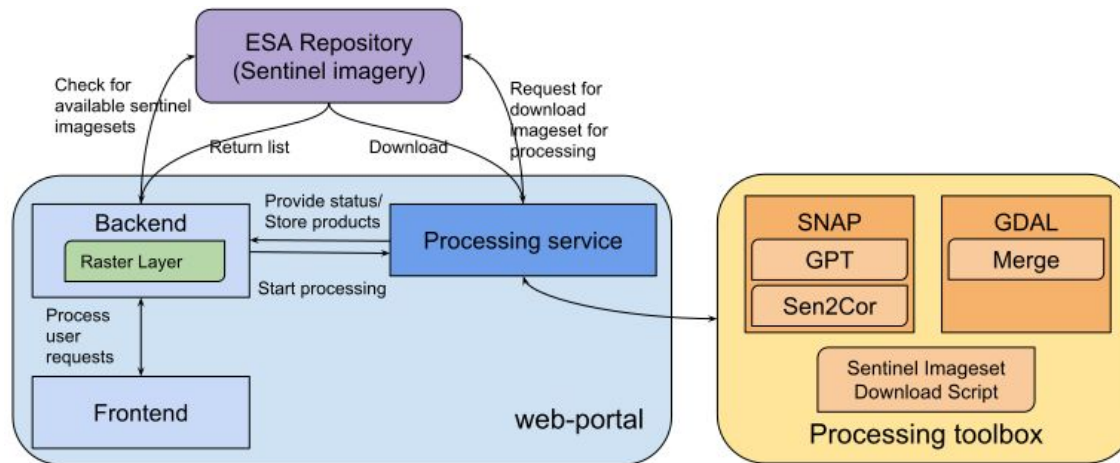 ESA Repository
(Sentinel imagery)
Check for
available sentinel
imagesets
Request for
download
imageset for
processing
Return list
Download
Backend
Raster Layer
Provide status/
Store products
Processing service
Start processing
Process
user
requests
Frontend
web-portal
SNAP
GPT
Sen2Cor
GDAL
Merge
Sentinel Imageset
Download Script
Processing toolbox